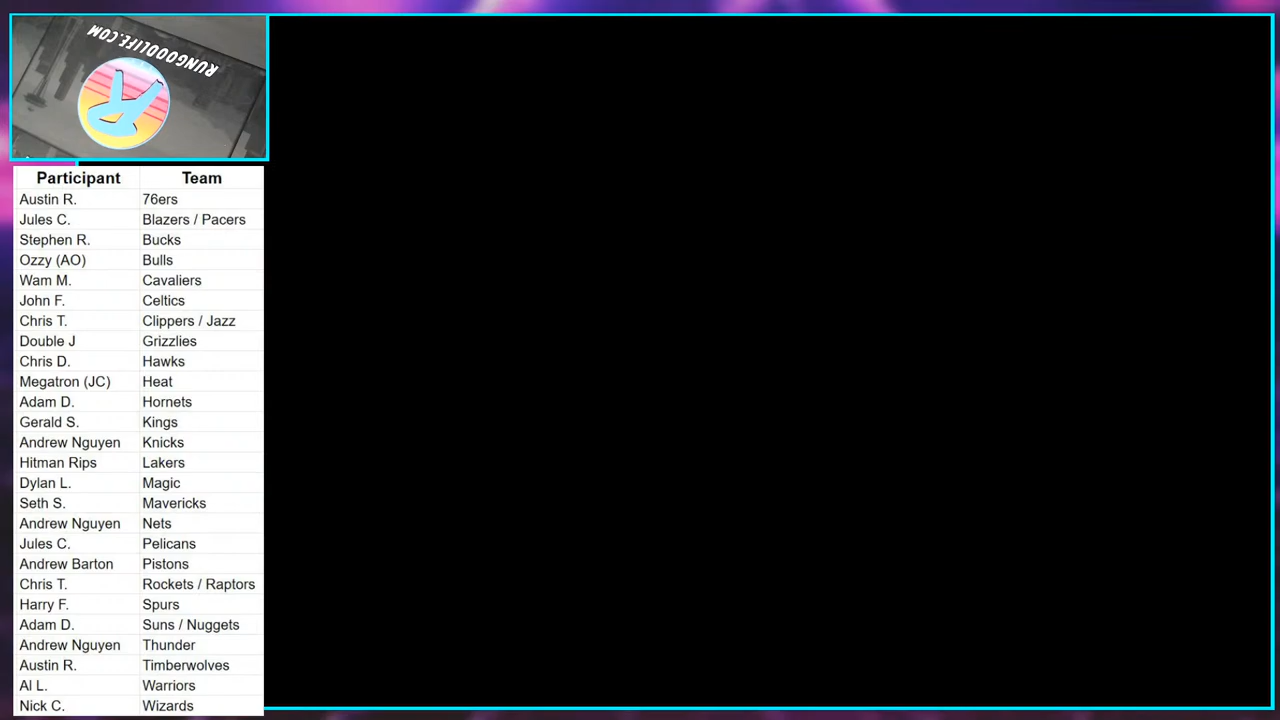 RUNGOOODLIFE.COM
R
Participant Team
Austin R. 76ers
Jules C. Blazers / Pacers
Stephen R. Bucks
Ozzy (AO) Bulls
Wam M. Cavaliers
John F. Celtics
Chris T. Clippers / Jazz
Double J Grizzlies
Chris D. Hawks
Megatron (JC) Heat
Adam D. Hornets
Gerald S. Kings
Andrew Nguyen Knicks
Hitman Rips Lakers
Dylan L. Magic
Seth S. Mavericks
Andrew Nguyen Nets
Jules C. Pelicans
Andrew Barton Pistons
Chris T. Rockets / Raptors
Harry F. Spurs
Adam D. Suns / Nuggets
Andrew Nguyen Thunder
Austin R. Timberwolves
Al L. Warriors
Nick C. Wizards